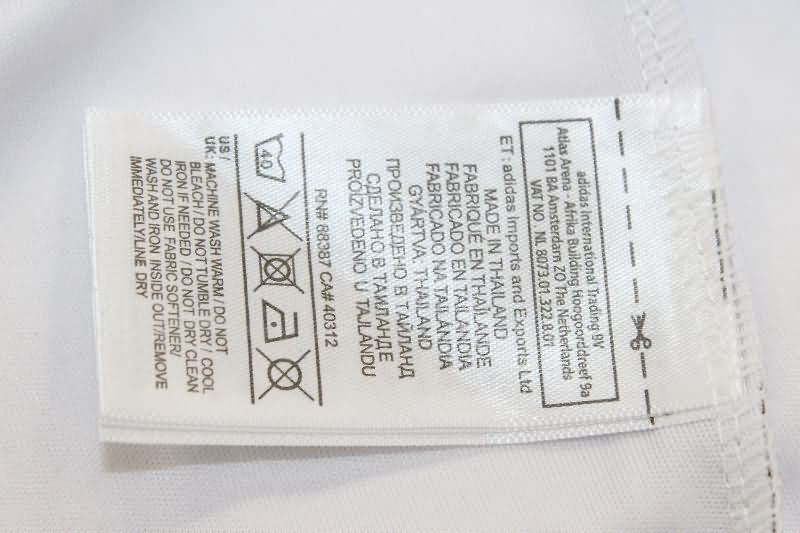 adidas International Trading BV
Atlas Arena - Afrika Building Hoogoorddreef 9a
1101 BA Amsterdam ZO The Netherlands
VAT NO.: NL 8073.01.322.B.01
ET: adidas Imports and Exports Ltd
MADE IN THAILAND
FABRIQUÉ EN THAÏLANDE
FABRICADO EN TAILANDIA
FABRICADO NA TAILÂNDIA
GYÁRTVA: THAILAND
ПРОИЗВЕДЕНО В ТАЙЛАНД
СДЕЛАНО В ТАИЛАНДЕ
PROIZVEDENO U TAJLANDU
RN# 88387 CA# 40312
40
US /
UK: MACHINE WASH WARM / DO NOT
BLEACH / DO NOT TUMBLE DRY / COOL
IRON IF NEEDED / DO NOT DRY CLEAN
DO NOT USE FABRIC SOFTENER/
WASH AND IRON INSIDE OUT/REMOVE
IMMEDIATELY/LINE DRY